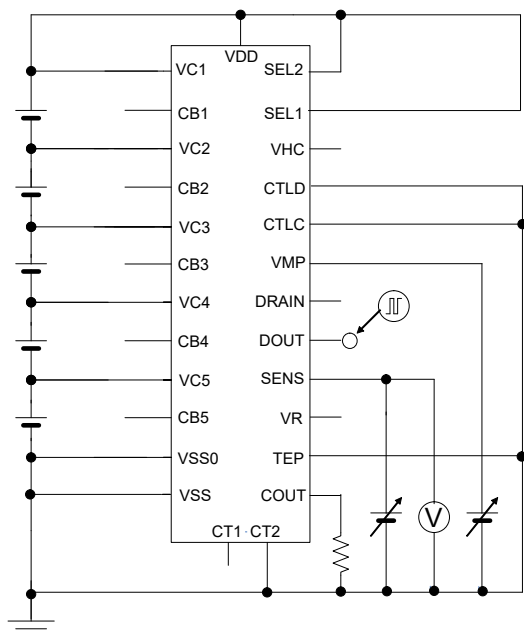 VDD
VC1 SEL2
CB1 SEL1
VC2 VHC
CB2 CTLD
VC3 CTLC
CB3 VMP
VC4 DRAIN
CB4 DOUT
VC5 SENS
CB5 VR
VSS0 TEP
VSS COUT
V
CT1 CT2